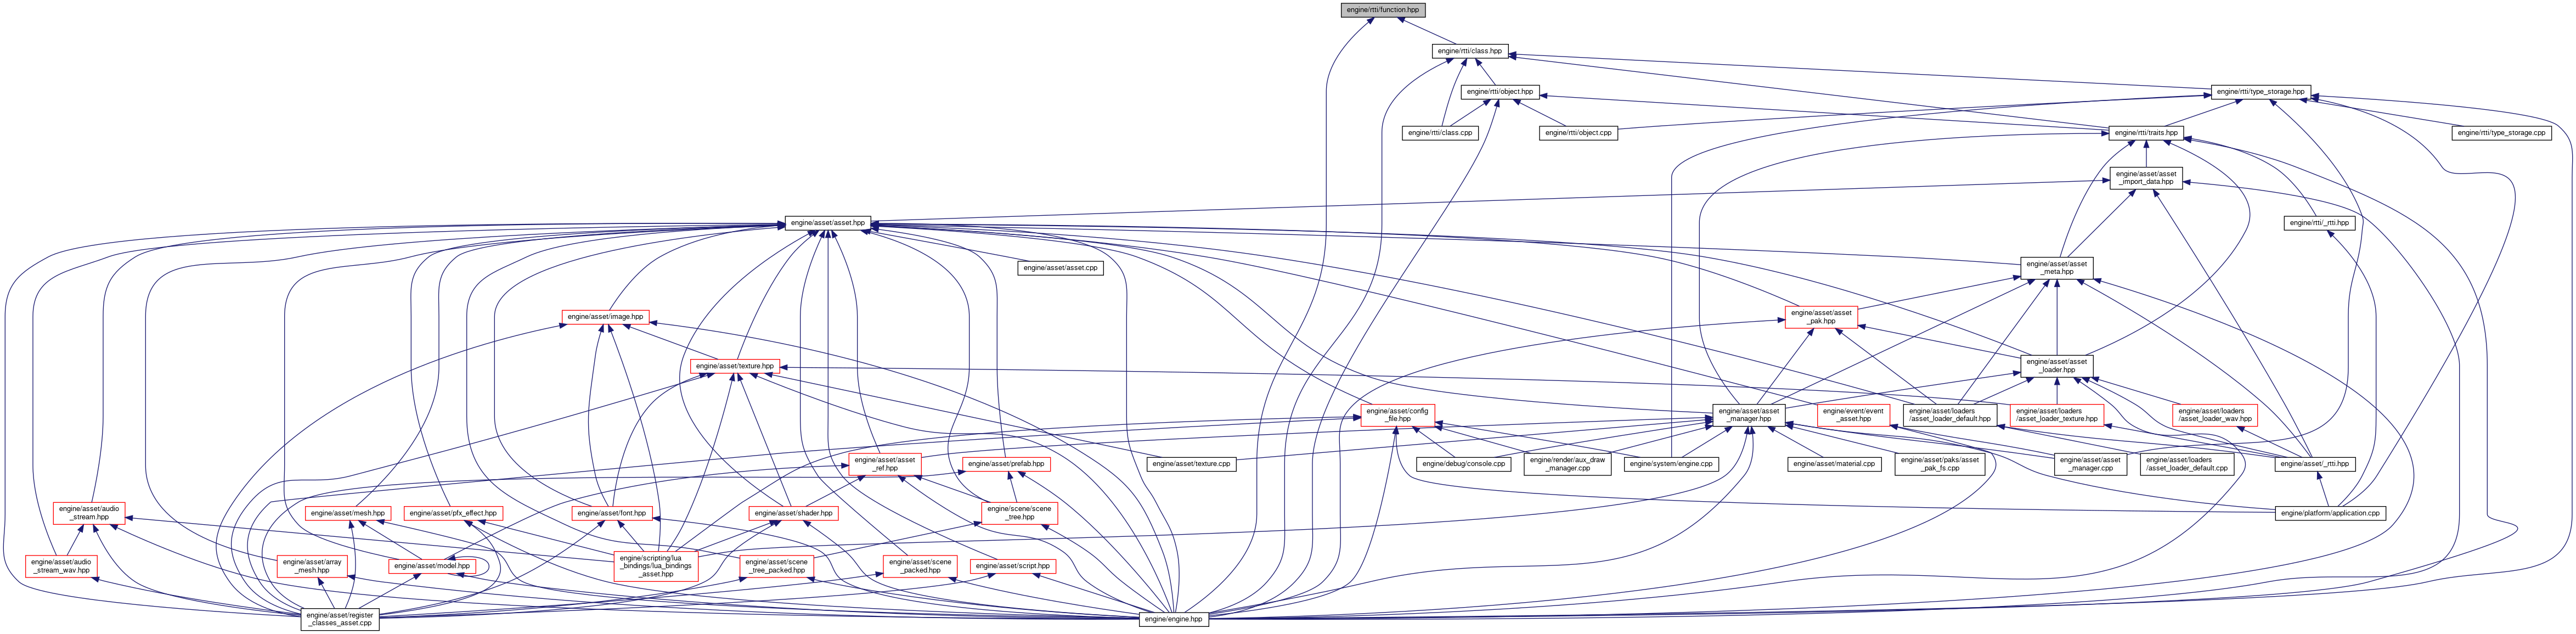 engine/rtti/function.hpp
engine/rtti/class.hpp
engine/rtti/object.hpp
engine/rtti/type_storage.hpp
engine/rtti/class.cpp
engine/rtti/object.cpp
engine/rtti/traits.hpp
engine/rtti/type_storage.cpp
engine/asset/asset
_import_data.hpp
engine/asset/asset.hpp
engine/rtti/_rtti.hpp
engine/asset/asset.cpp
engine/asset/asset
_meta.hpp
engine/asset/image.hpp
engine/asset/asset
_pak.hpp
engine/asset/texture.hpp
engine/asset/asset
_loader.hpp
engine/asset/config
_file.hpp
engine/asset/asset
_manager.hpp
engine/event/event
_asset.hpp
engine/asset/loaders
/asset_loader_default.hpp
engine/asset/loaders
/asset_loader_texture.hpp
engine/asset/loaders
/asset_loader_wav.hpp
engine/asset/asset
_ref.hpp
engine/asset/prefab.hpp
engine/asset/texture.cpp
engine/debug/console.cpp
engine/render/aux_draw
_manager.cpp
engine/system/engine.cpp
engine/asset/material.cpp
engine/asset/paks/asset
_pak_fs.cpp
engine/asset/asset
_manager.cpp
engine/asset/loaders
/asset_loader_default.cpp
engine/asset/_rtti.hpp
engine/asset/audio
_stream.hpp
engine/asset/mesh.hpp
engine/asset/pfx_effect.hpp
engine/asset/font.hpp
engine/asset/shader.hpp
engine/scene/scene
_tree.hpp
engine/platform/application.cpp
engine/asset/audio
_stream_wav.hpp
engine/asset/array
_mesh.hpp
engine/asset/model.hpp
engine/scripting/lua
_bindings/lua_bindings
_asset.hpp
engine/asset/scene
_tree_packed.hpp
engine/asset/scene
_packed.hpp
engine/asset/script.hpp
engine/asset/register
_classes_asset.cpp
engine/engine.hpp